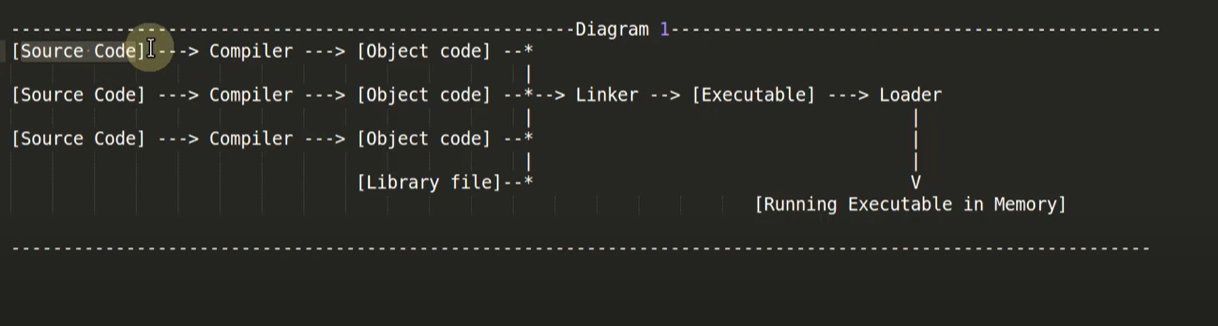 ------------------------------------------------------Diagram 1-----------------------------------------------
[Source Code] ---> Compiler ---> [Object code] --*
|
[Source Code] ---> Compiler ---> [Object code] --*--> Linker --> [Executable] ---> Loader
| |
[Source Code] ---> Compiler ---> [Object code] --* |
| |
[Library file]--* V
[Running Executable in Memory]
-------------------------------------------------------------------------------------------------------------